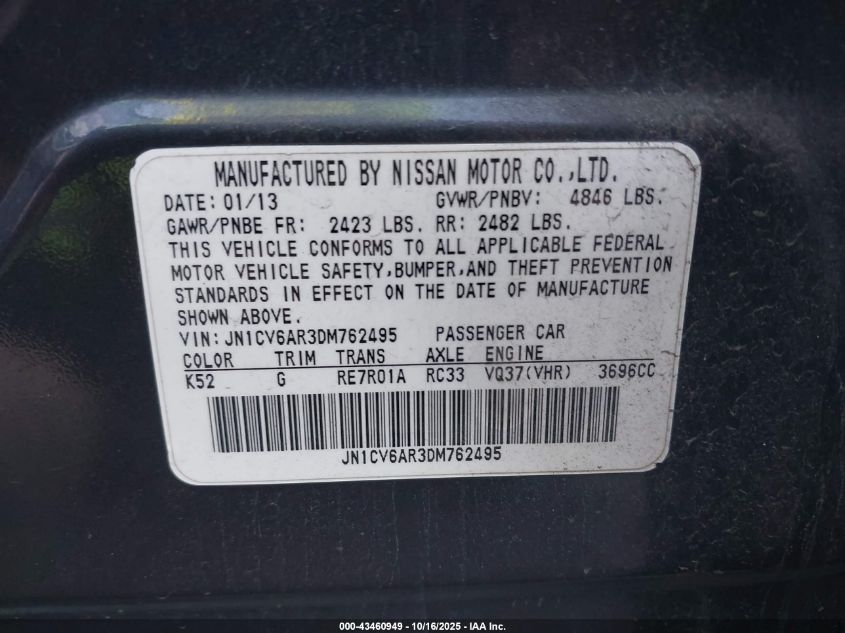 MANUFACTURED BY NISSAN MOTOR CO.,LTD.
DATE: 01/13 GVWR/PNBV: 4846 LBS.
GAWR/PNBE FR: 2423 LBS. RR: 2482 LBS.
THIS VEHICLE CONFORMS TO ALL APPLICABLE FEDERAL
MOTOR VEHICLE SAFETY,BUMPER,AND THEFT PREVENTION
STANDARDS IN EFFECT ON THE DATE OF MANUFACTURE
SHOWN ABOVE.
VIN: JN1CV6AR3DM762495 PASSENGER CAR
COLOR TRIM TRANS AXLE ENGINE
K52 G RE7R01A RC33 VQ37(VHR) 3696CC
JN1CV6AR3DM762495
000-43460949 - 10/16/2025 - IAA Inc.